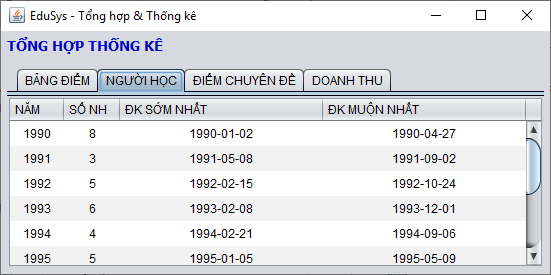 EduSys - Tổng hợp & Thống kê
TỔNG HỢP THỐNG KÊ
BẢNG ĐIỂM NGƯỜI HỌC ĐIỂM CHUYÊN ĐỀ DOANH THU
NĂM SỐ NH ĐK SỚM NHẤT ĐK MUỘN NHẤT
1990 8 1990-01-02 1990-04-27
1991 3 1991-05-08 1991-09-02
1992 5 1992-02-15 1992-10-24
1993 6 1993-02-08 1993-12-01
1994 4 1994-02-21 1994-09-06
1995 5 1995-01-05 1995-05-09